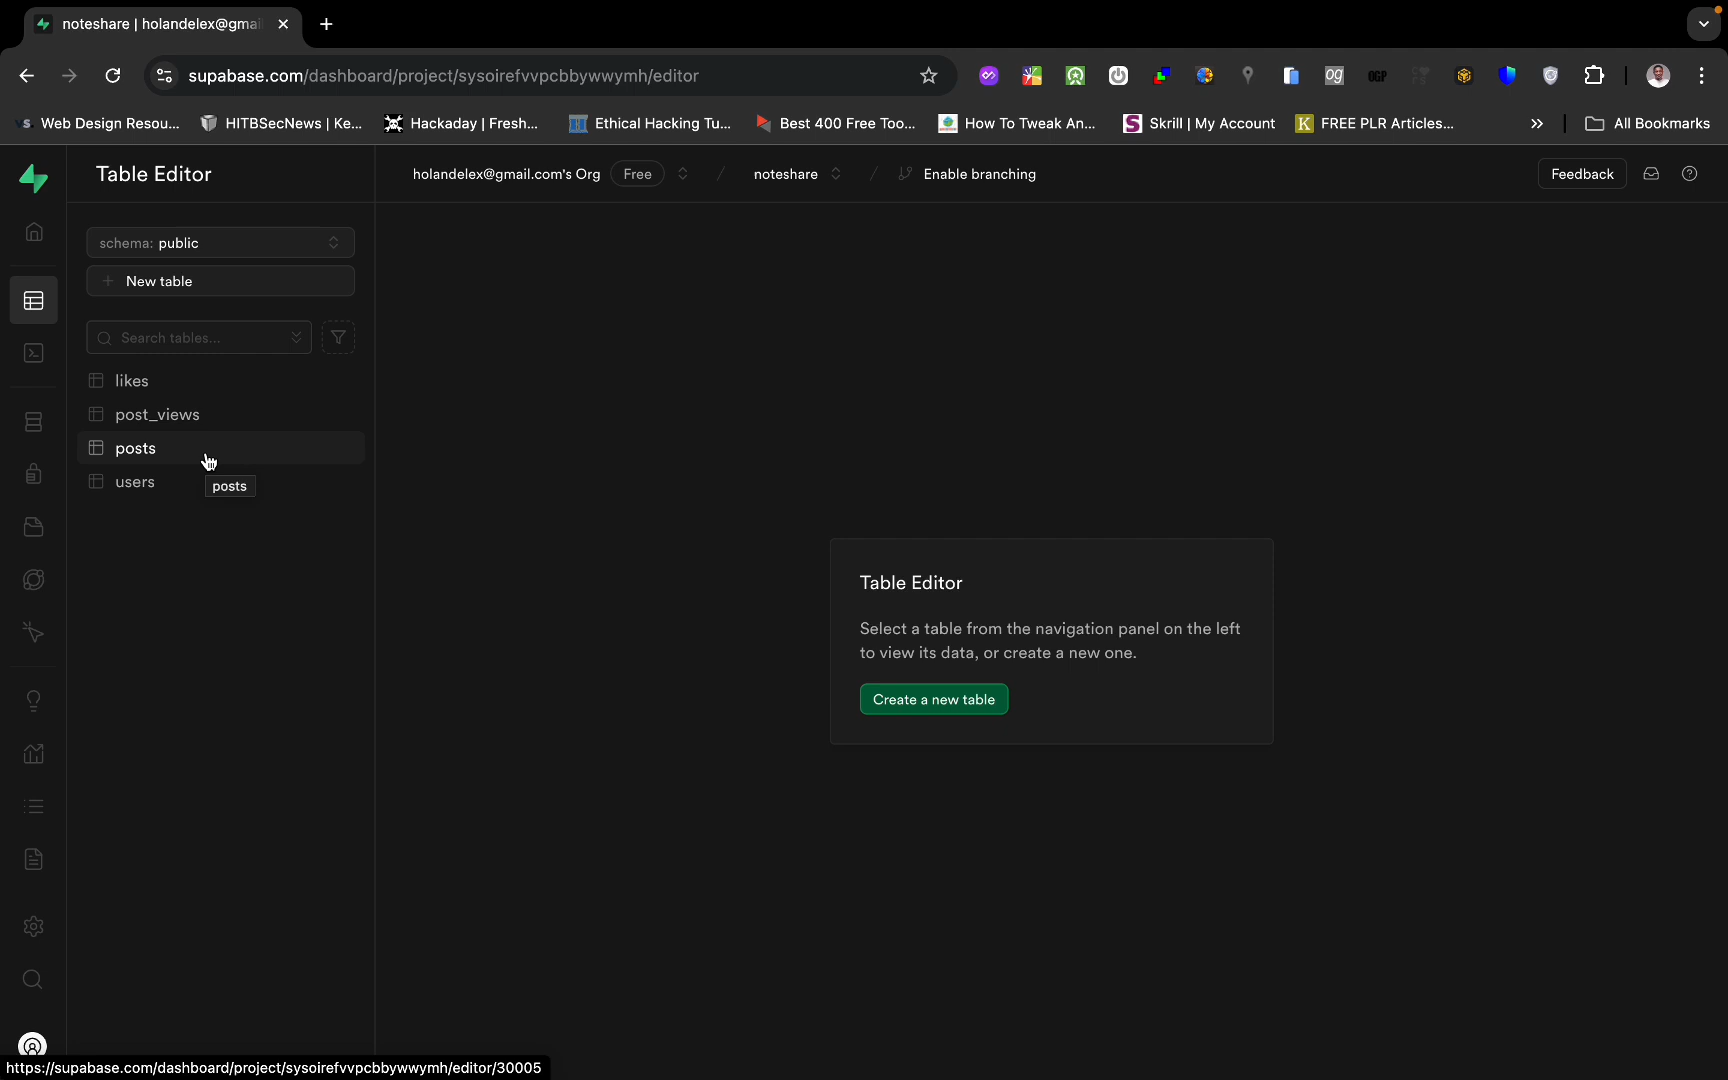 noteshare | holandelex@gmai
supabase.com/dashboard/project/sysoirefvvpcbbywwymh/editor
og
OGP
vs. Web Design Resou...
HITBSecNews | Ke...
Hackaday | Fresh...
Ethical Hacking Tu...
Best 400 Free Too...
How To Tweak An...
S Skrill | My Account
K FREE PLR Articles...
All Bookmarks
Table Editor
holandelex@gmail.com's Org Free / noteshare / Enable branching
Feedback
schema: public
New table
Search tables...
likes
post_views
posts
users
posts
Table Editor
Select a table from the navigation panel on the left
to view its data, or create a new one.
Create a new table
https://supabase.com/dashboard/project/sysoirefvvpcbbywwymh/editor/30005